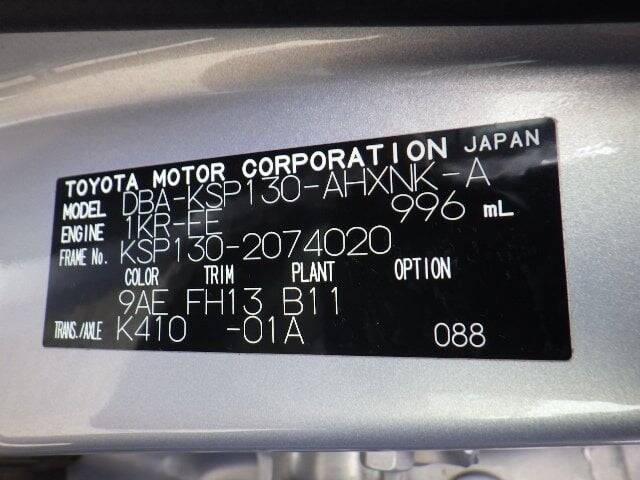 TOYOTA MOTOR CORPORATION JAPAN
MODEL DBA-KSP130-AHXNK-A
ENGINE 1KR-FE 996 mL
FRAME No. KSP130-2074020
COLOR TRIM PLANT OPTION
9AE FH13 B11
TRANS./AXLE K410 -01A 088